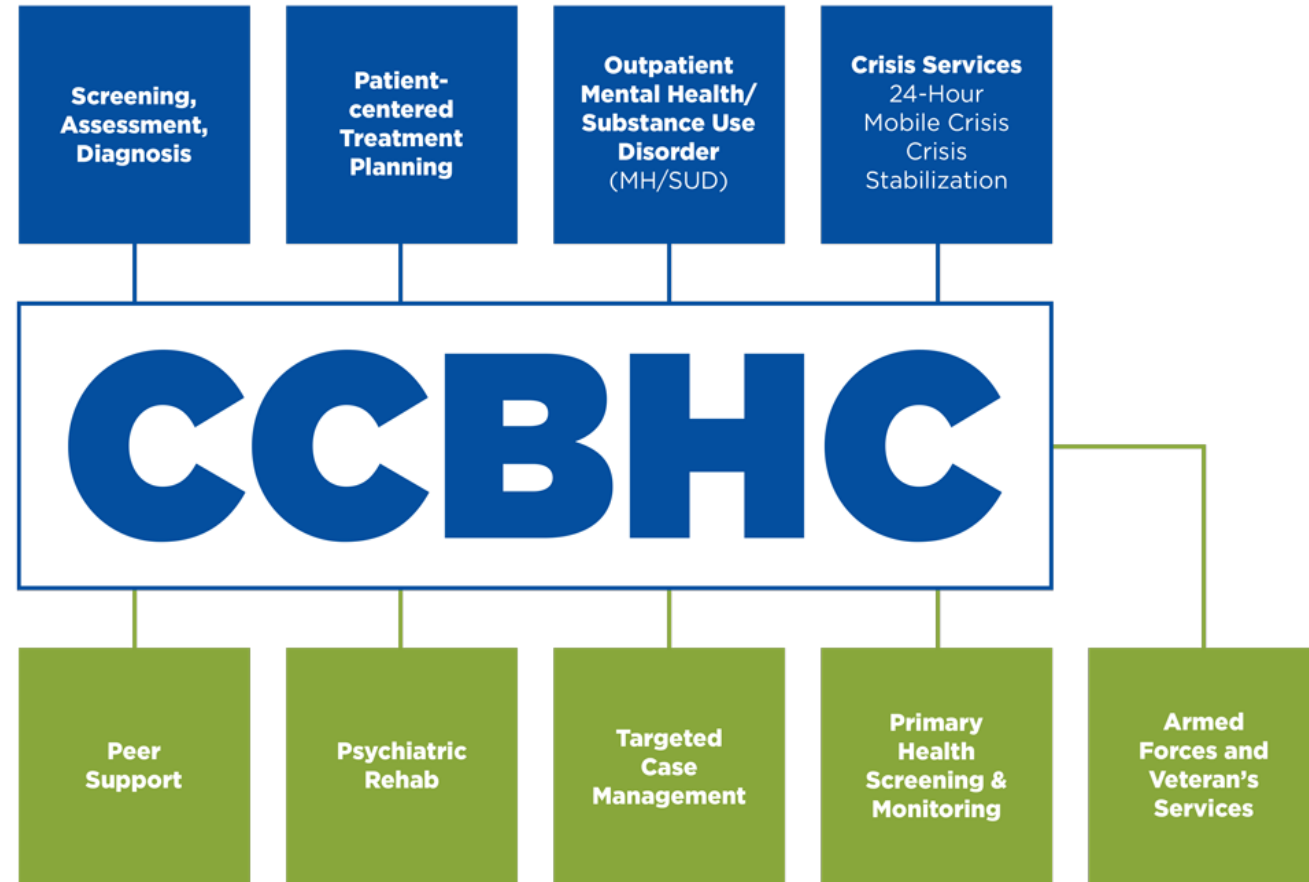 Screening,
Assessment,
Diagnosis
Patient-
centered
Treatment
Planning
Outpatient
Mental Health/
Substance Use
Disorder
(MH/SUD)
Crisis Services
24-Hour
Mobile Crisis
Crisis
Stabilization
CCBHC
Peer
Support
Psychiatric
Rehab
Targeted
Case
Management
Primary
Health
Screening &
Monitoring
Armed
Forces and
Veteran’s
Services